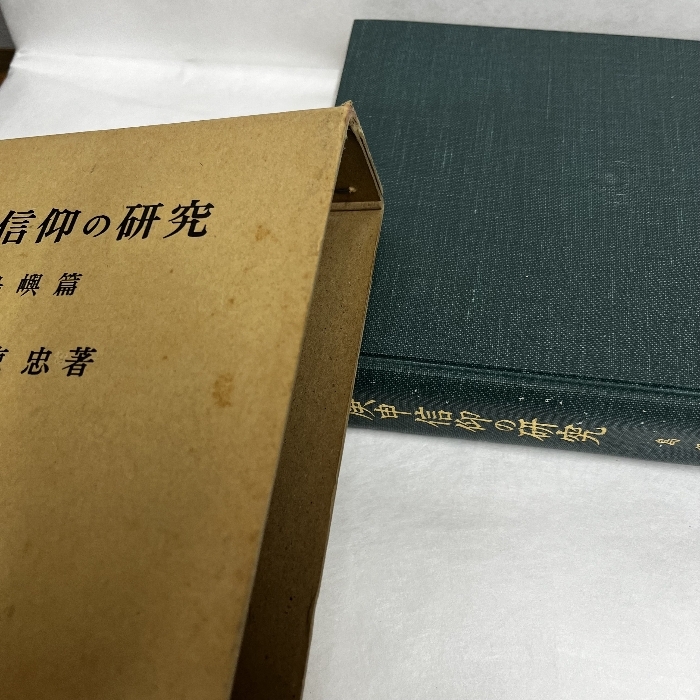 信仰の研究
嶼篇
忠著
庚申信仰の研究 島